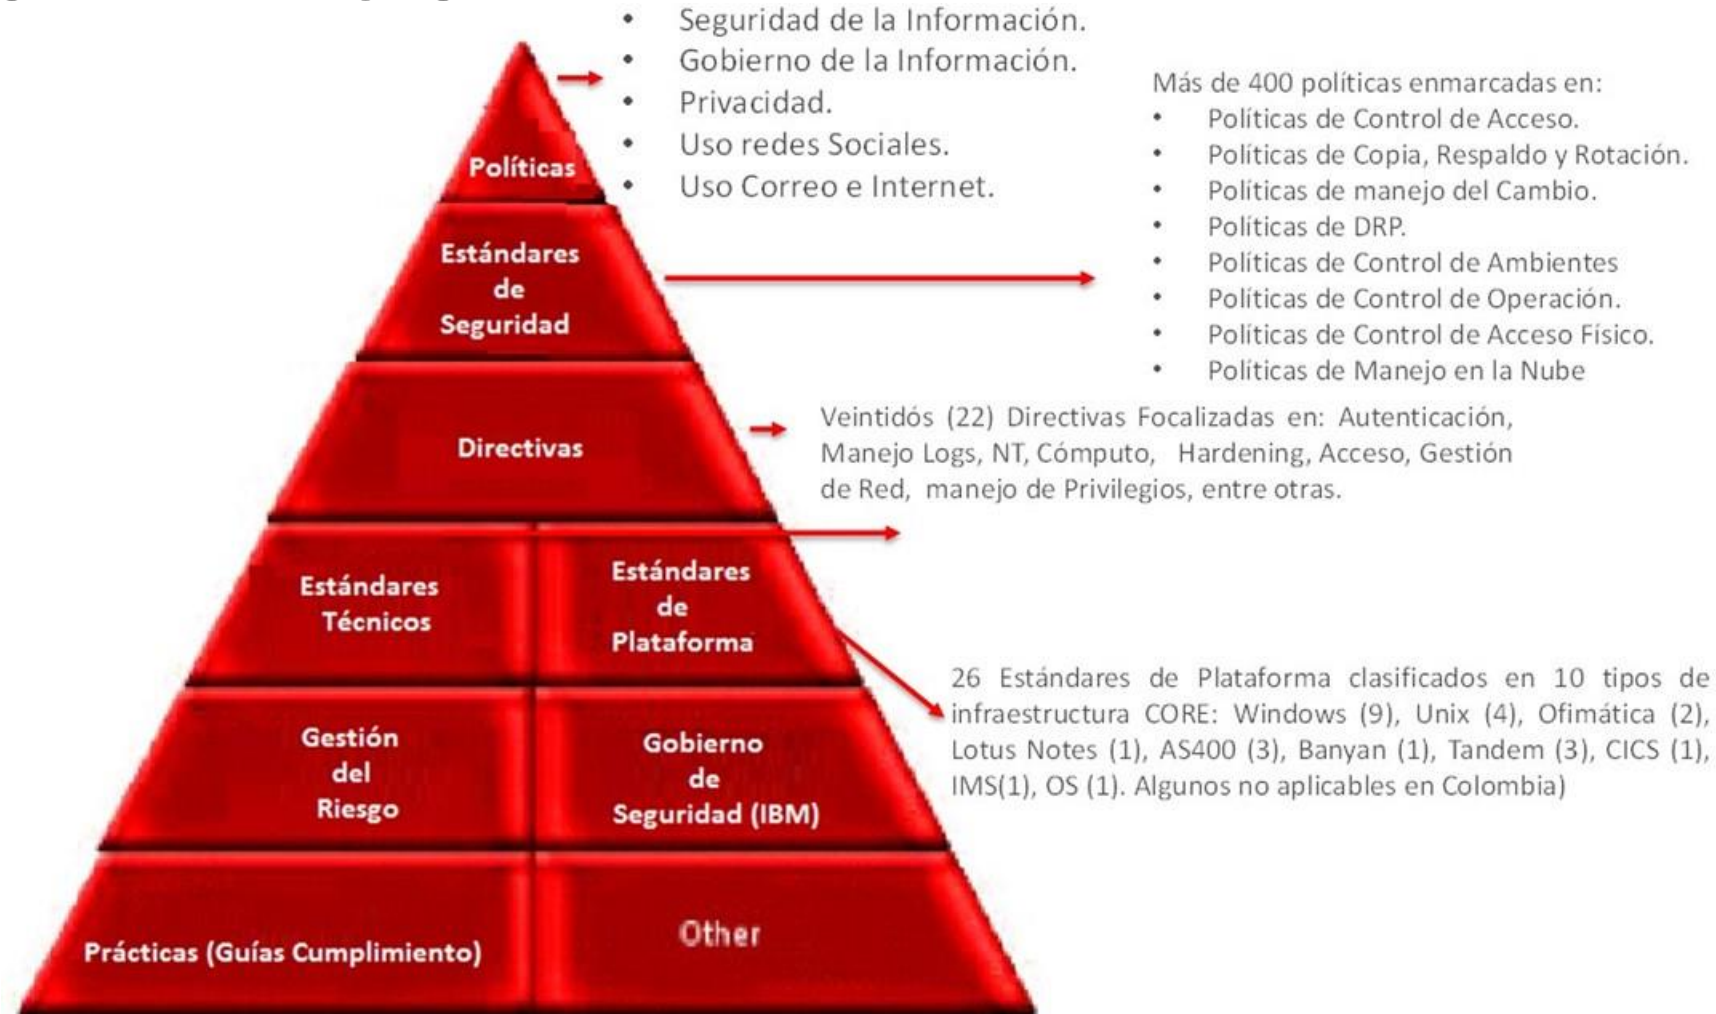 • Seguridad de la Información.
• Gobierno de la Información.
• Privacidad.
• Uso redes Sociales.
• Uso Correo e Internet.
Más de 400 políticas enmarcadas en:
• Políticas de Control de Acceso.
• Políticas de Copia, Respaldo y Rotación.
• Políticas de manejo del Cambio.
• Políticas de DRP.
• Políticas de Control de Ambientes
• Políticas de Control de Operación.
• Políticas de Control de Acceso Físico.
• Políticas de Manejo en la Nube
Políticas
Estándares
de
Seguridad
Directivas
Veintidós (22) Directivas Focalizadas en: Autenticación,
Manejo Logs, NT, Cómputo, Hardening, Acceso, Gestión
de Red, manejo de Privilegios, entre otras.
Estándares
Técnicos
Estándares
de
Plataforma
26 Estándares de Plataforma clasificados en 10 tipos de
infraestructura CORE: Windows (9), Unix (4), Ofimática (2),
Lotus Notes (1), AS400 (3), Banyan (1), Tandem (3), CICS (1),
IMS(1), OS (1). Algunos no aplicables en Colombia)
Gestión
del
Riesgo
Gobierno
de
Seguridad (IBM)
Prácticas (Guías Cumplimiento)
Other